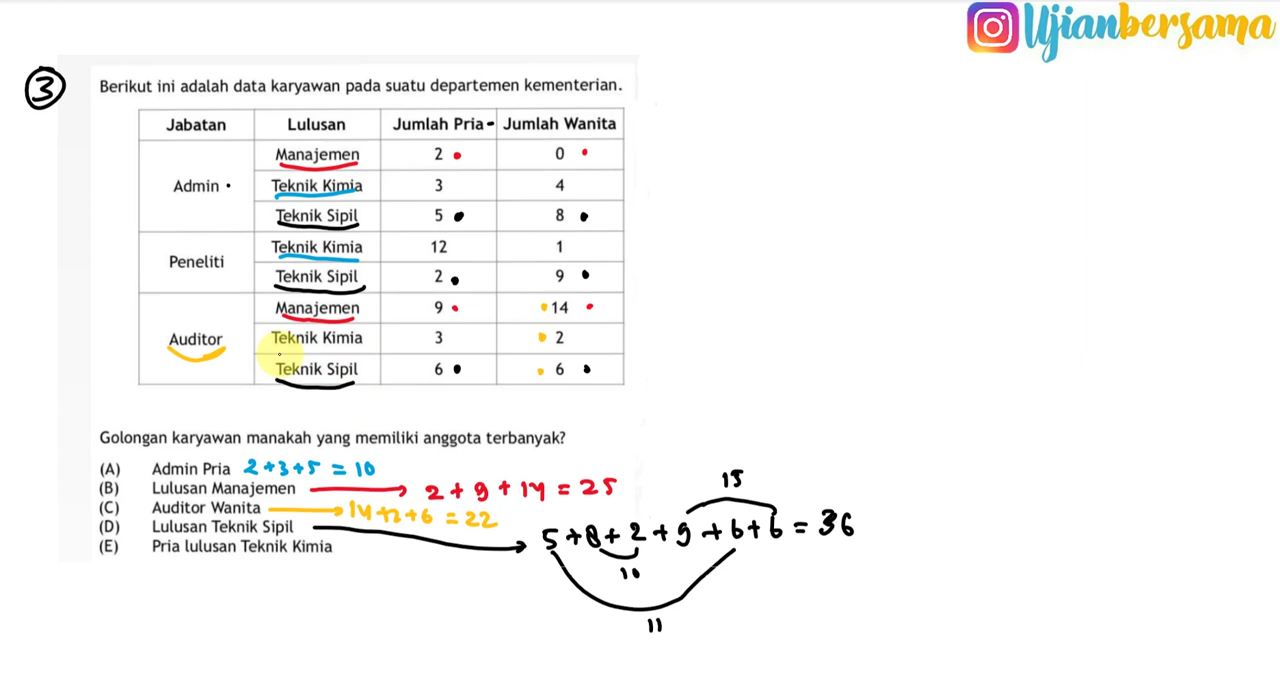 Ujianbersama
3
Berikut ini adalah data karyawan pada suatu departemen kementerian.
Jabatan Lulusan Jumlah Pria Jumlah Wanita
Admin
Manajemen 2 0
Teknik Kimia 3 4
Teknik Sipil 5 8
Peneliti
Teknik Kimia 12 1
Teknik Sipil 2 9
Auditor
Manajemen 9 14
Teknik Kimia 3 2
Teknik Sipil 6 6
Golongan karyawan manakah yang memiliki anggota terbanyak?
(A) Admin Pria 2+3+5 = 10
(B) Lulusan Manajemen 2 + 9 + 14 = 25
(C) Auditor Wanita 14+2+6 = 22
(D) Lulusan Teknik Sipil 5+8+2+9+6+6 = 36
(E) Pria lulusan Teknik Kimia
15
10
11